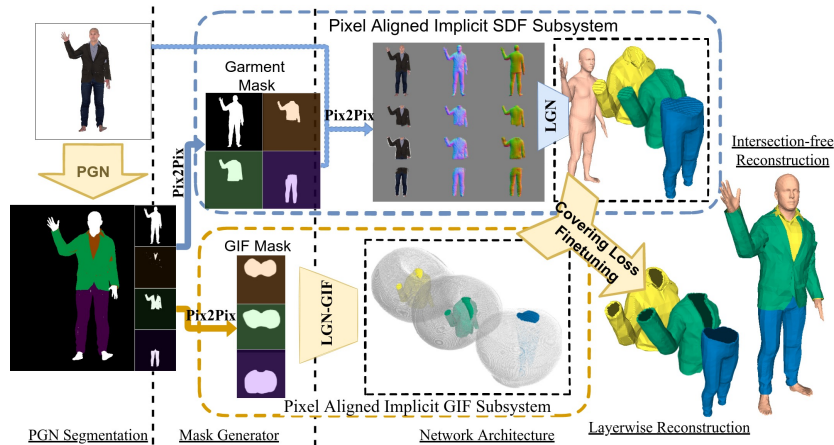 Pixel Aligned Implicit SDF Subsystem
Garment
Mask
Pix2Pix
LGN
PGN
Pix2Pix
Intersection-free
Reconstruction
Covering Loss
Finetuning
GIF Mask
Pix2Pix
LGN-GIF
Pixel Aligned Implicit GIF Subsystem
Layerwise Reconstruction
PGN Segmentation
Mask Generator
Network Architecture